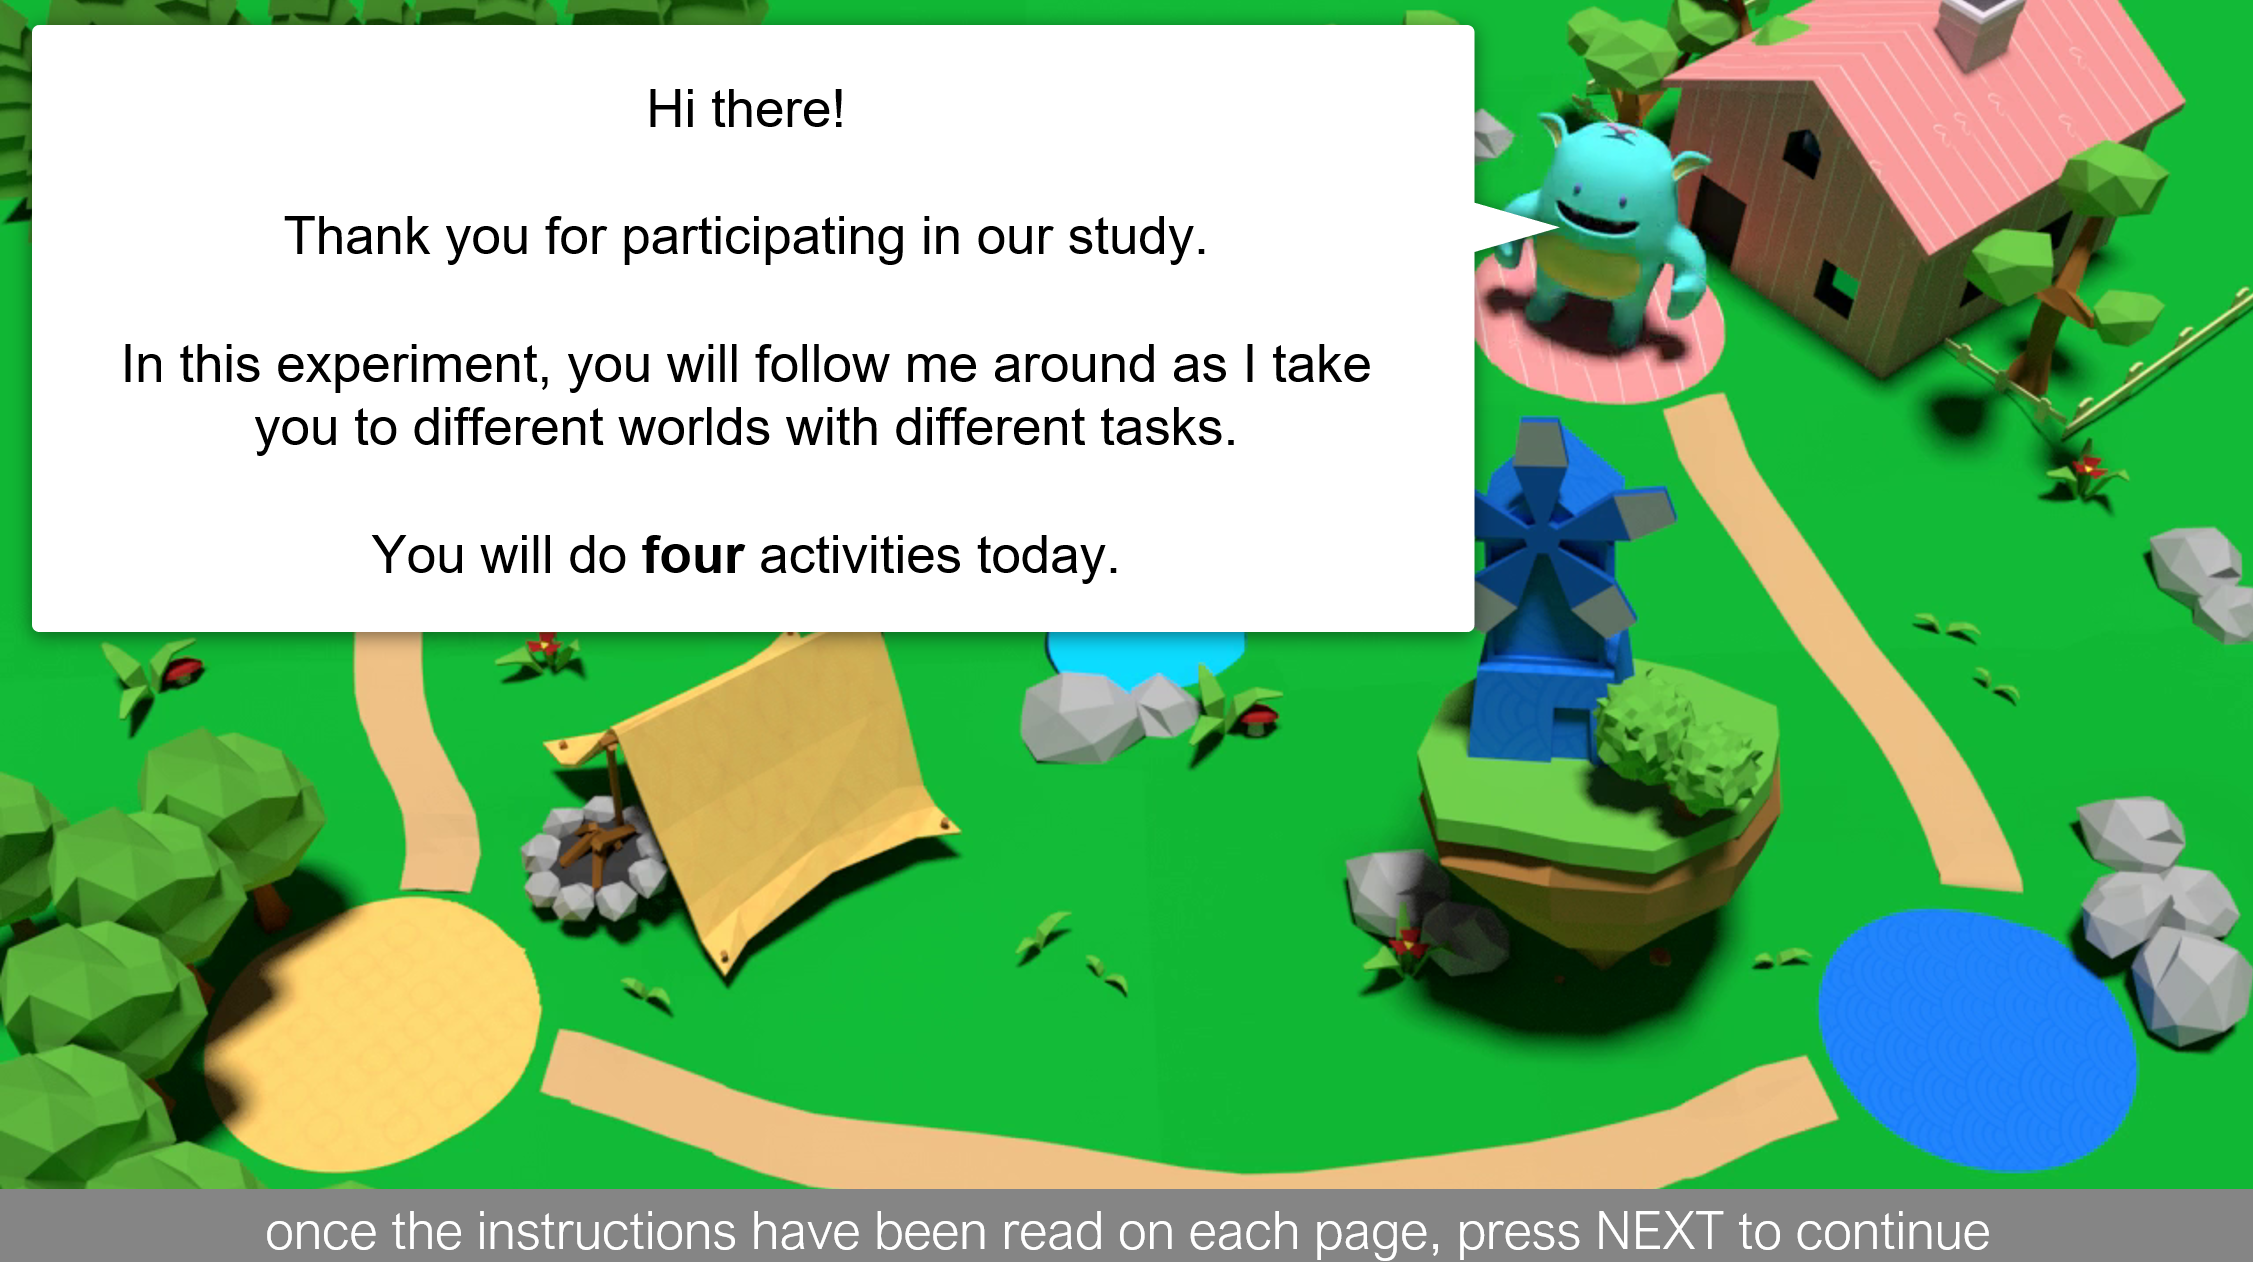 Hi there!
Thank you for participating in our study.
In this experiment, you will follow me around as I take
you to different worlds with different tasks.
You will do four activities today.
once the instructions have been read on each page, press NEXT to continue